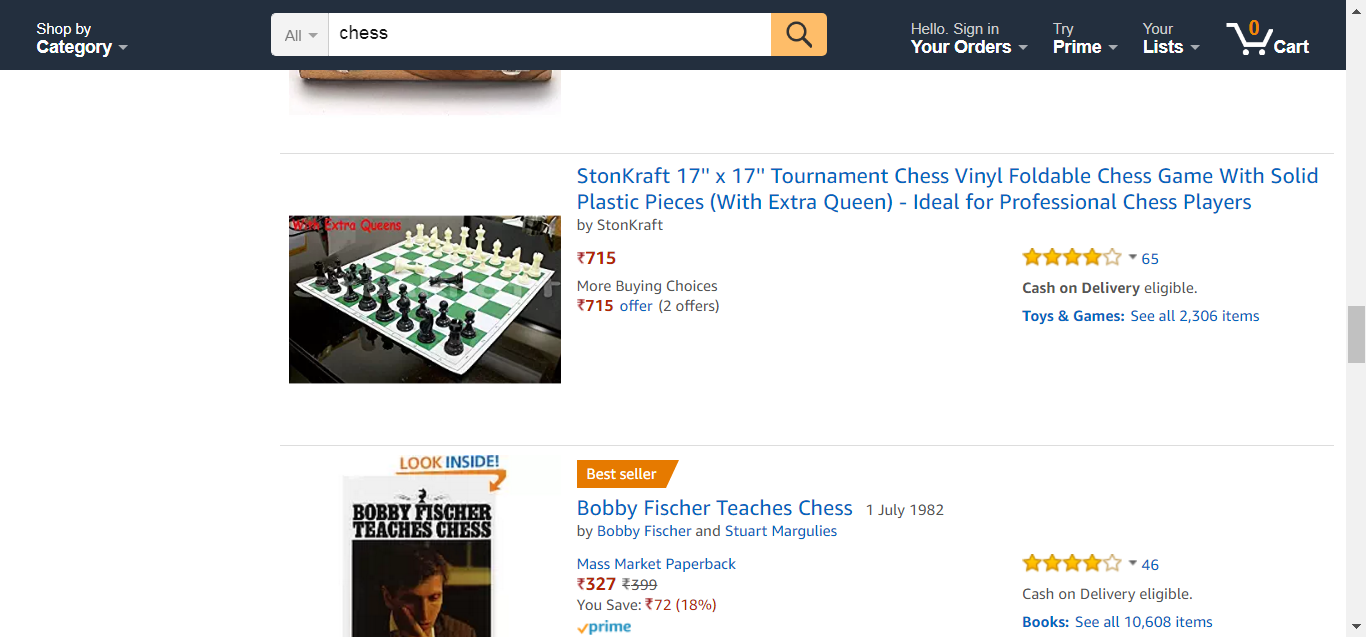 Shop by
Category
All
chess
Hello. Sign in
Your Orders
Try
Prime
Your
Lists
0
Cart
StonKraft 17" x 17" Tournament Chess Vinyl Foldable Chess Game With Solid
Plastic Pieces (With Extra Queen) - Ideal for Professional Chess Players
by StonKraft
With Extra Queens
₹715
More Buying Choices
₹715 offer (2 offers)
65
Cash on Delivery eligible.
Toys & Games: See all 2,306 items
LOOK INSIDE!
BOBBY FISCHER
TEACHES CHESS
Best seller
Bobby Fischer Teaches Chess 1 July 1982
by Bobby Fischer and Stuart Margulies
Mass Market Paperback
₹327 ₹399
You Save: ₹72 (18%)
prime
46
Cash on Delivery eligible.
Books: See all 10,608 items